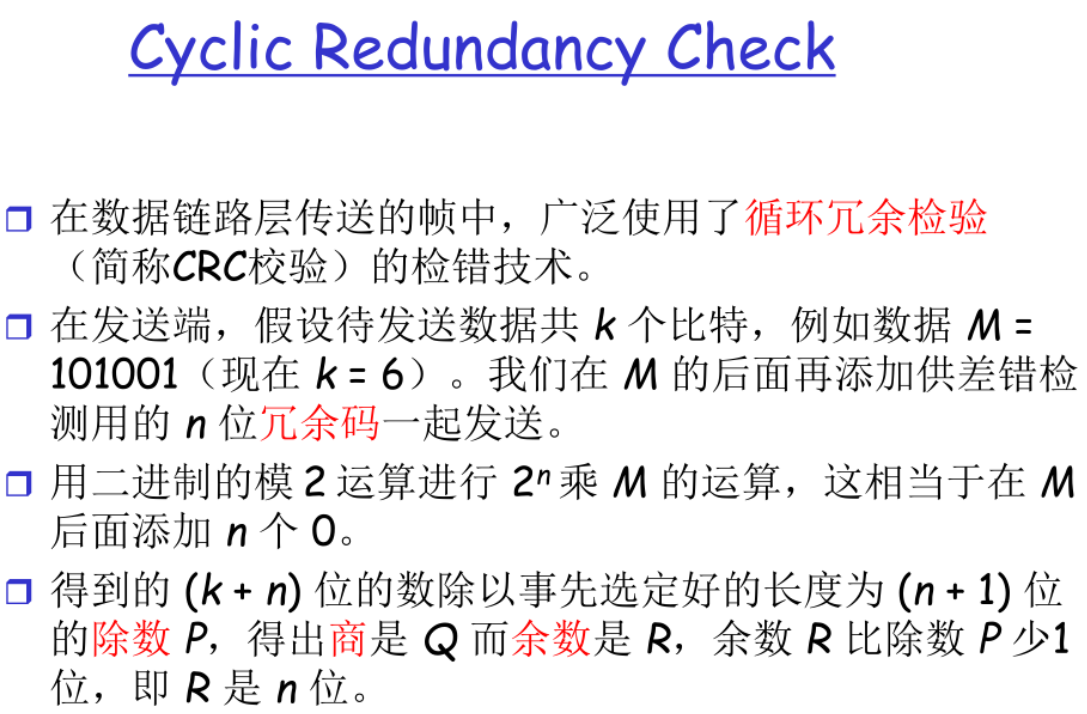 Cyclic Redundancy Check
在数据链路层传送的帧中，广泛使用了循环冗余检验
（简称CRC校验）的检错技术。
在发送端，假设待发送数据共 k 个比特，例如数据 M =
101001（现在 k = 6）。我们在 M 的后面再添加供差错检
测用的 n 位冗余码一起发送。
用二进制的模 2 运算进行 2ⁿ 乘 M 的运算，这相当于在 M
后面添加 n 个 0。
得到的 (k + n) 位的数除以事先选定好的长度为 (n + 1) 位
的除数 P，得出商是 Q 而余数是 R，余数 R 比除数 P 少1
位，即 R 是 n 位。